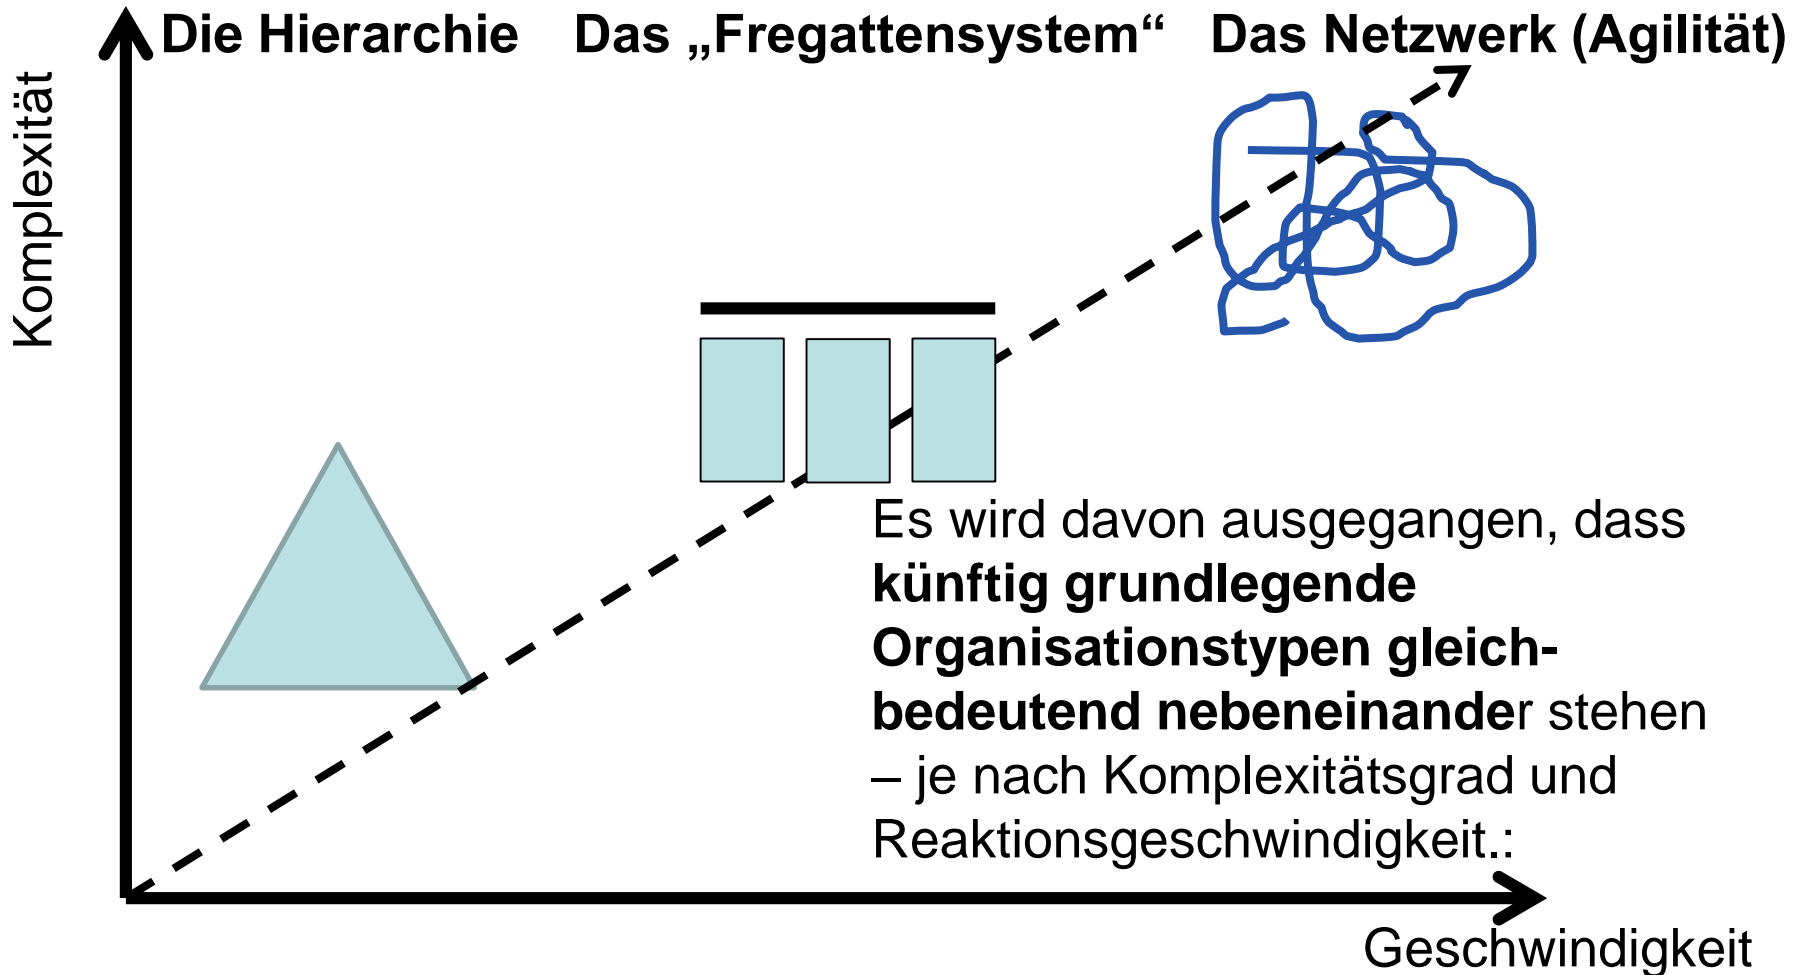 Die Hierarchie
Das „Fregattensystem“
Das Netzwerk (Agilität)
Komplexität
Es wird davon ausgegangen, dass
künftig grundlegende
Organisationstypen gleich-
bedeutend nebeneinander stehen
– je nach Komplexitätsgrad und
Reaktionsgeschwindigkeit.:
Geschwindigkeit